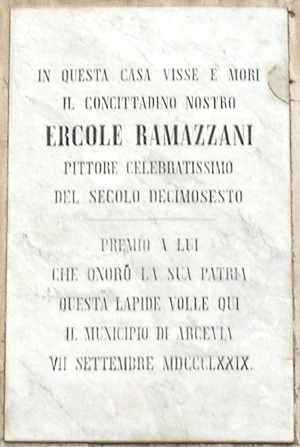 IN QUESTA CASA VISSE E MORÌ
IL CONCITTADINO NOSTRO
ERCOLE RAMAZZANI
PITTORE CELEBRATISSIMO
DEL SECOLO DECIMOSESTO
PREMIO A LUI
CHE ONORÒ LA SUA PATRIA
QUESTA LAPIDE VOLLE QUI
IL MUNICIPIO DI ARCEVIA
VII SETTEMBRE MDCCCLXXIX.